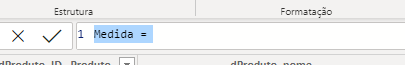 Estrutura Formatação
1 Medida =
dProduto_ID_Produto dProduto_nome